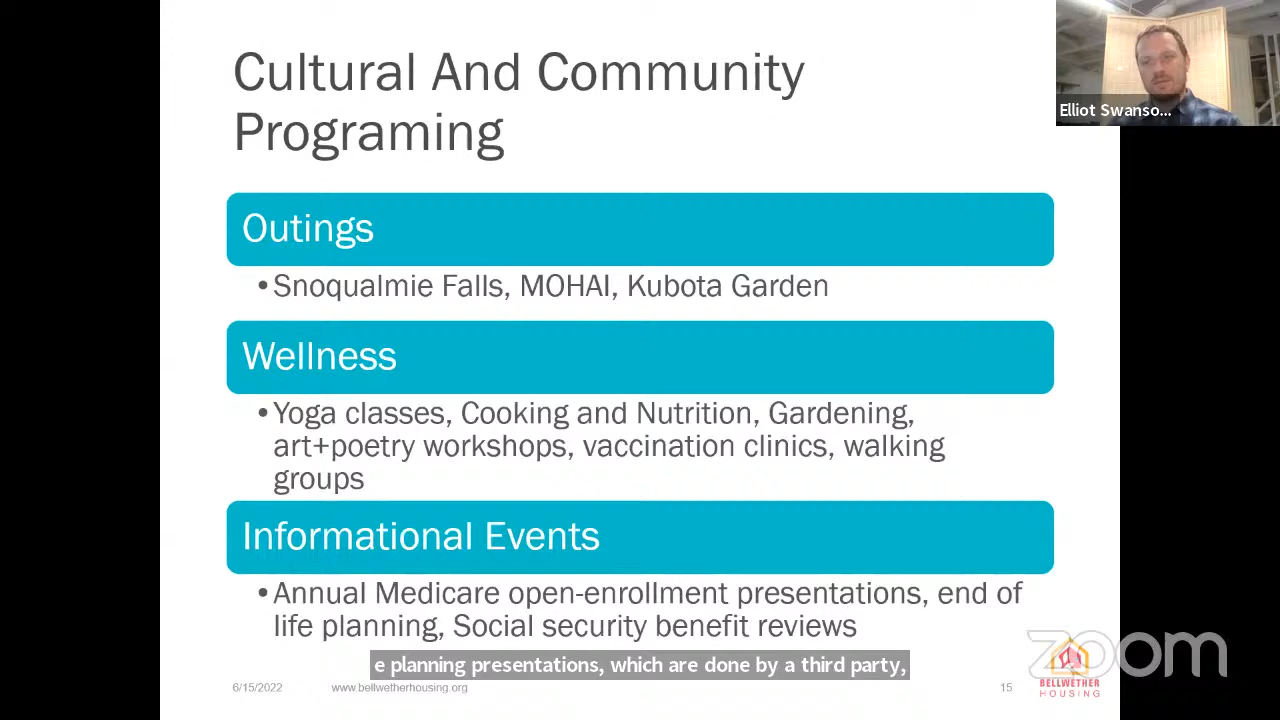 Cultural And Community
Programing
Elliot Swanso...
Outings
•Snoqualmie Falls, MOHAI, Kubota Garden
Wellness
•Yoga classes, Cooking and Nutrition, Gardening,
art+poetry workshops, vaccination clinics, walking
groups
Informational Events
•Annual Medicare open-enrollment presentations, end of
life planning, Social security benefit reviews
e planning presentations, which are done by a third party,
6/15/2022 www.bellwetherhousing.org 15
BELLWETHER
HOUSING
zoom